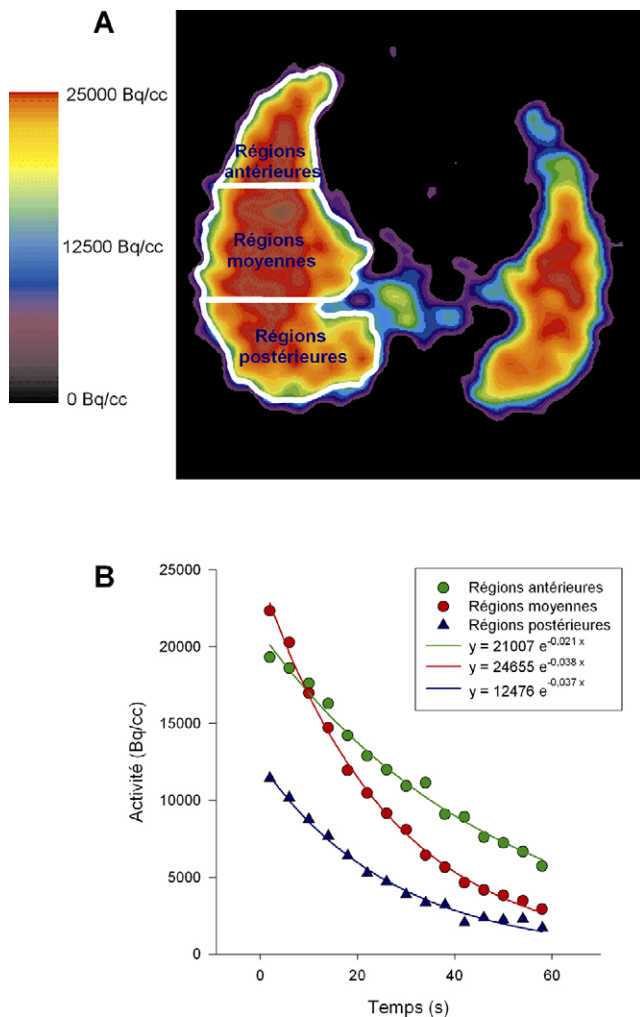 A
25000 Bq/cc
12500 Bq/cc
0 Bq/cc
Régions
antérieures
Régions
moyennes
Régions
postérieures
B
Activité (Bq/cc)
25000
20000
15000
10000
5000
0
0
20
40
60
Temps (s)
Régions antérieures
Régions moyennes
Régions postérieures
y = 21007 e-0,021 x
y = 24655 e-0,038 x
y = 12476 e-0,037 x